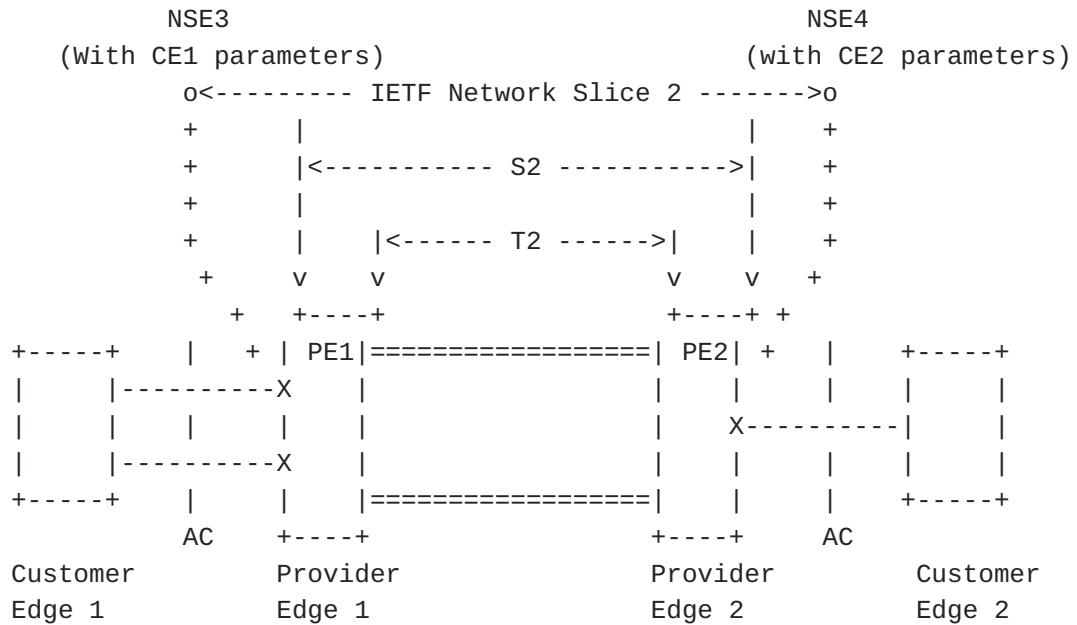 NSE3                                     NSE4
   (With CE1 parameters)                       (with CE2 parameters)
           o<--------- IETF Network Slice 2 ------->o
           +      |                            |    +
           +      |<----------- S2 ----------->|    +
           +      |                            |    +
           +      |    |<------ T2 ------>|    |    +
            +     v    v                  v    v   +
              +   +----+                  +----+ +
+-----+    |   + | PE1|==================| PE2| +   |    +-----+
|     |----------X    |                  |    |     |    |     |
|     |    |     |    |                  |    X----------|     |
|     |----------X    |                  |    |     |    |     |
+-----+    |     |    |==================|    |     |    +-----+
           AC    +----+                  +----+     AC
Customer         Provider                Provider         Customer
Edge 1           Edge 1                  Edge 2           Edge 2